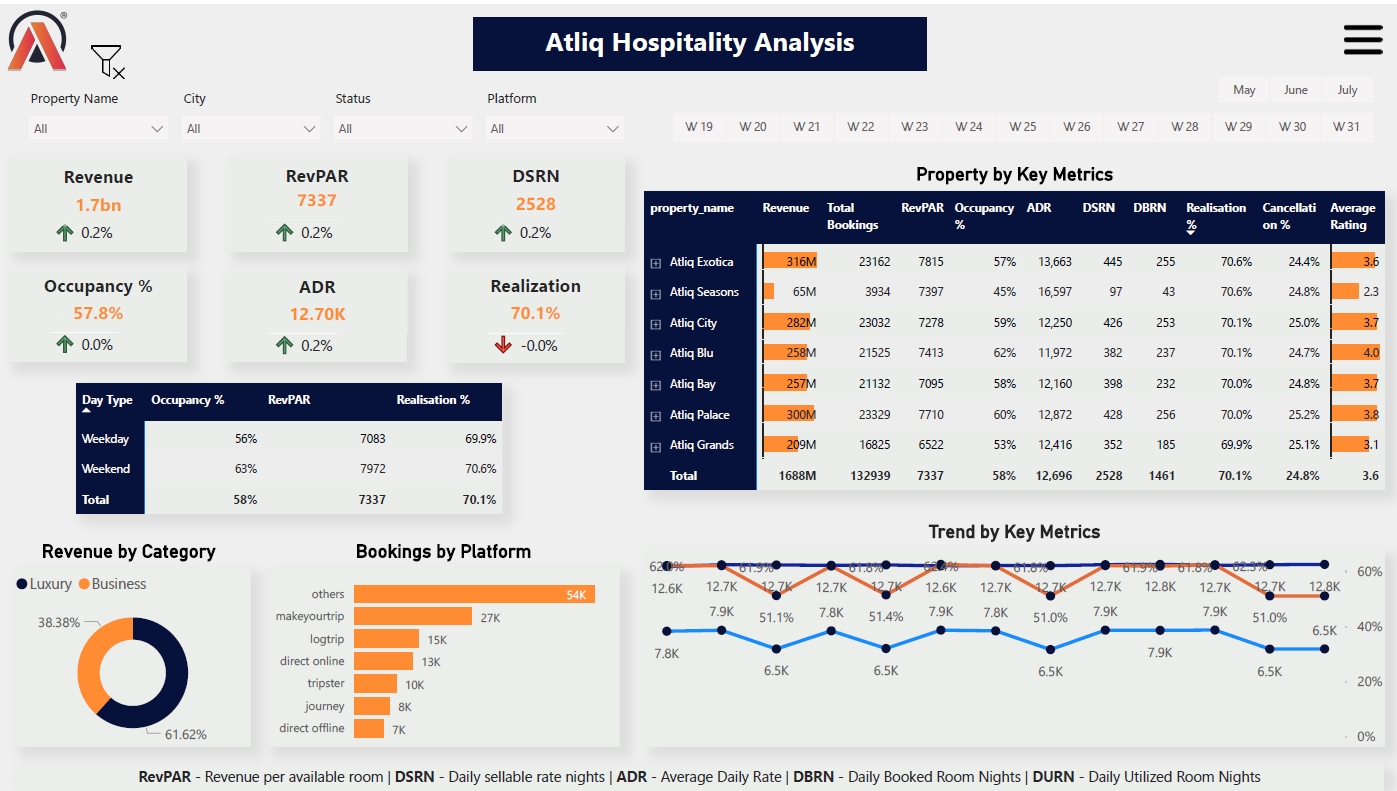 ®
Atliq Hospitality Analysis
May June July
Property Name City Status Platform
All All All All
W 19 W 20 W 21 W 22 W 23 W 24 W 25 W 26 W 27 W 28 W 29 W 30 W 31
Revenue
1.7bn
0.2%
RevPAR
7337
0.2%
DSRN
2528
0.2%
Occupancy %
57.8%
0.0%
ADR
12.70K
0.2%
Realization
70.1%
-0.0%
Property by Key Metrics
property_name Revenue Total Bookings RevPAR Occupancy % ADR DSRN DBRN Realisation % Cancellati on % Average Rating
Atliq Exotica 316M 23162 7815 57% 13,663 445 255 70.6% 24.4% 3.6
Atliq Seasons 65M 3934 7397 45% 16,597 97 43 70.6% 24.8% 2.3
Atliq City 282M 23032 7278 59% 12,250 426 253 70.1% 25.0% 3.7
Atliq Blu 258M 21525 7413 62% 11,972 382 237 70.1% 24.7% 4.0
Atliq Bay 257M 21132 7095 58% 12,160 398 232 70.0% 24.8% 3.7
Atliq Palace 300M 23329 7710 60% 12,872 428 256 70.0% 25.2% 3.8
Atliq Grands 209M 16825 6522 53% 12,416 352 185 69.9% 25.1% 3.1
Total 1688M 132939 7337 58% 12,696 2528 1461 70.1% 24.8% 3.6
Day Type Occupancy % RevPAR Realisation %
Weekday 56% 7083 69.9%
Weekend 63% 7972 70.6%
Total 58% 7337 70.1%
Revenue by Category
Luxury Business
38.38%
61.62%
Bookings by Platform
others 54K
makeyourtrip 27K
logtrip 15K
direct online 13K
tripster 10K
journey 8K
direct offline 7K
Trend by Key Metrics
61.9% 61.8% 61.8% 61.9% 61.8% 62.3% 60%
12.6K 12.7K 12.7K 12.7K 12.7K 12.6K 12.7K 12.7K 12.7K 12.8K 12.7K 12.7K 12.8K
7.9K 51.1% 7.8K 51.4% 7.9K 7.8K 51.0% 7.9K 7.9K 51.0% 6.5K 40%
7.8K 6.5K 6.5K 6.5K 7.9K 6.5K
20%
0%
RevPAR - Revenue per available room | DSRN - Daily sellable rate nights | ADR - Average Daily Rate | DBRN - Daily Booked Room Nights | DURN - Daily Utilized Room Nights